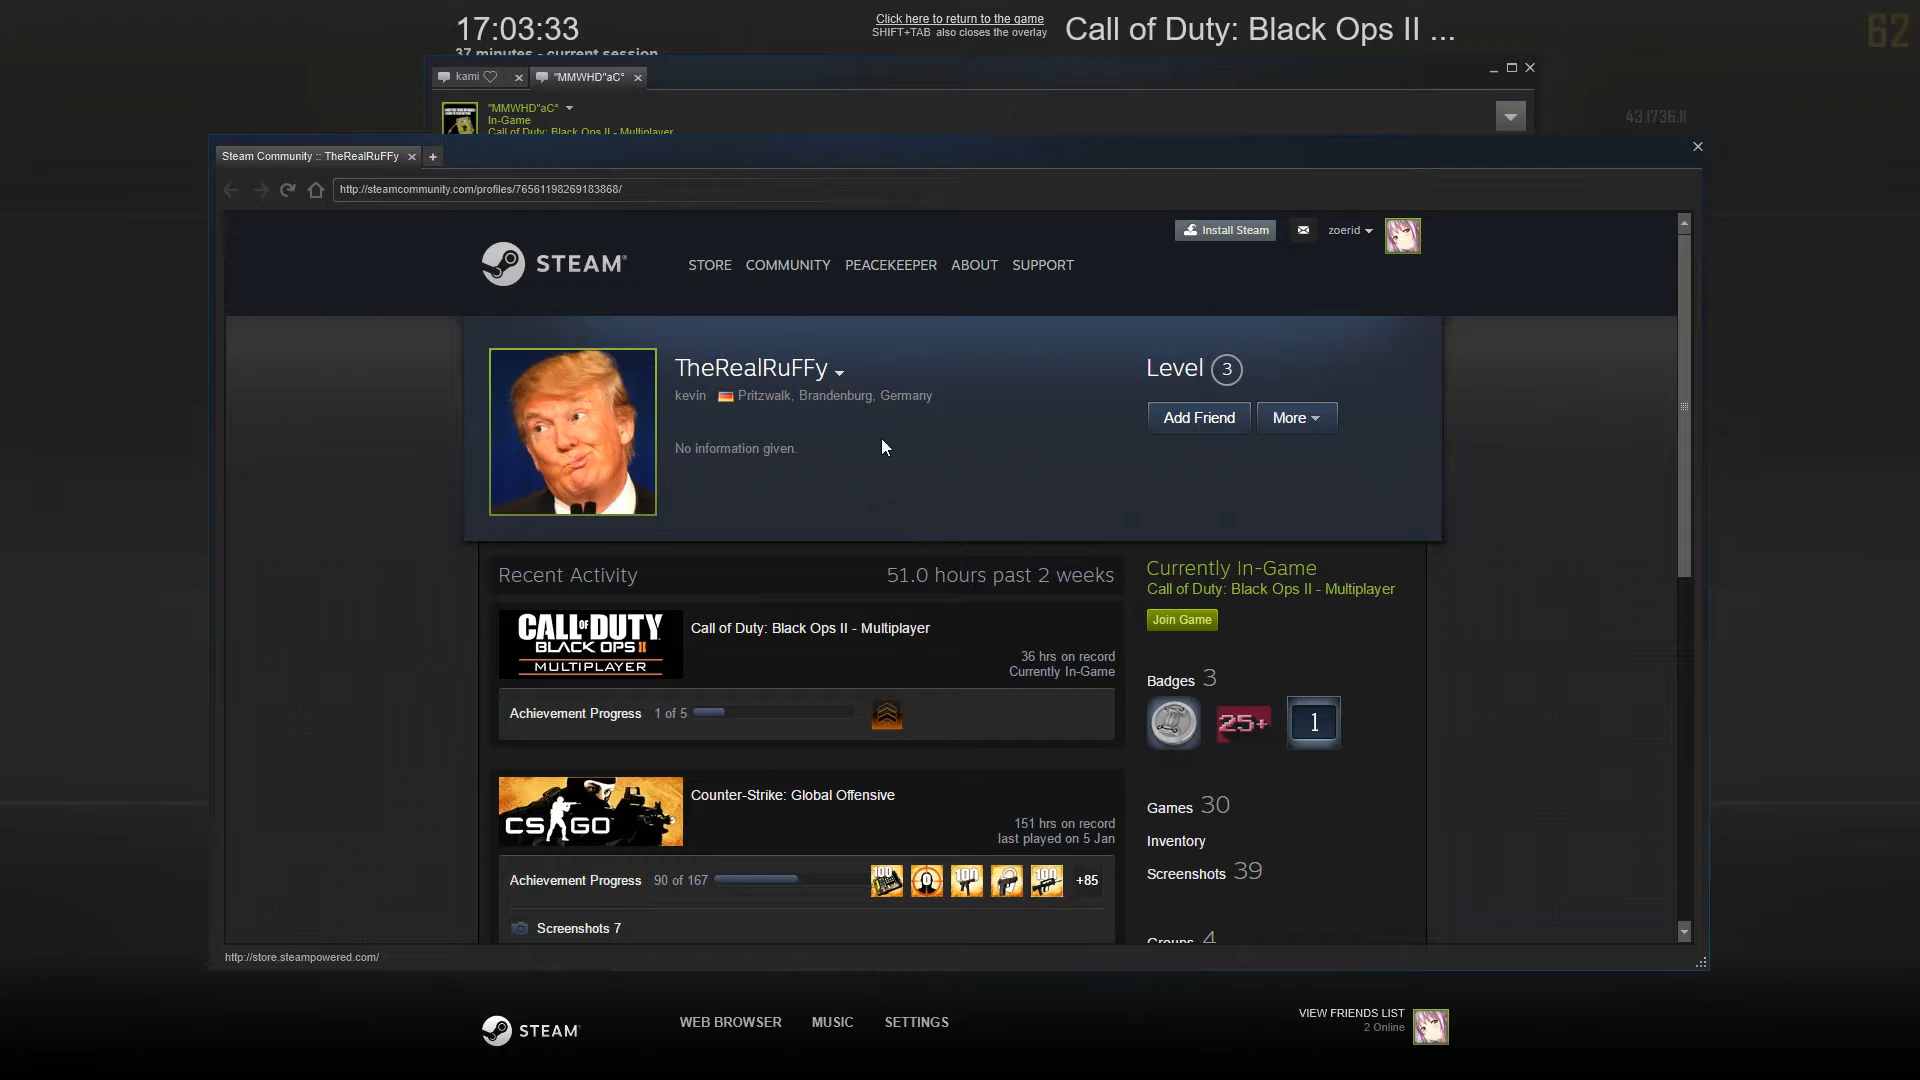 17:03:33
37 minutes - current session
Click here to return to the game
SHIFT+TAB also closes the overlay
Call of Duty: Black Ops II ...
62
kami ♡
"MMWHD"aC°
"MMWHD"aC°
In-Game
Call of Duty: Black Ops II - Multiplayer
Steam Community :: TheRealRuFFy
http://steamcommunity.com/profiles/76561198269183868/
Install Steam
zoerid
STEAM
STORE COMMUNITY PEACEKEEPER ABOUT SUPPORT
TheRealRuFFy
kevin Pritzwalk, Brandenburg, Germany
No information given.
Level 3
Add Friend
More
Recent Activity
51.0 hours past 2 weeks
CALL OF DUTY
BLACK OPS II
MULTIPLAYER
Call of Duty: Black Ops II - Multiplayer
36 hrs on record
Currently In-Game
Achievement Progress 1 of 5
CS GO
Counter-Strike: Global Offensive
151 hrs on record
last played on 5 Jan
Achievement Progress 90 of 167
100 0 100 100
+85
Screenshots 7
Currently In-Game
Call of Duty: Black Ops II - Multiplayer
Join Game
Badges 3
25+
1
Games 30
Inventory
Screenshots 39
Groups 4
http://store.steampowered.com/
STEAM
WEB BROWSER MUSIC SETTINGS
VIEW FRIENDS LIST
2 Online